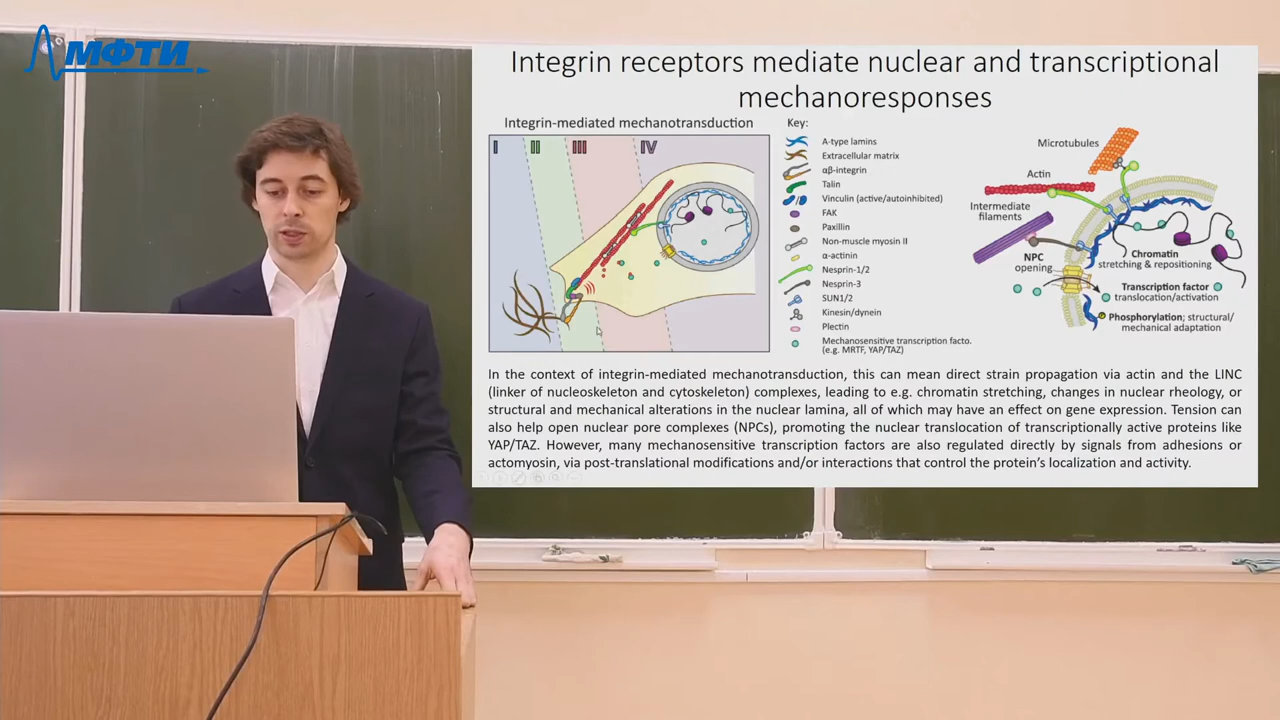 МФТИ
Integrin receptors mediate nuclear and transcriptional
mechanoresponses
Integrin-mediated mechanotransduction
I II III IV
Key:
A-type lamins
Extracellular matrix
αβ-integrin
Talin
Vinculin (active/autoinhibited)
FAK
Paxillin
Non-muscle myosin II
α-actinin
Nesprin-1/2
Nesprin-3
SUN1/2
Kinesin/dynein
Plectin
Mechanosensitive transcription facto.
(e.g. MRTF, YAP/TAZ)
Microtubules
Actin
Intermediate
filaments
NPC
opening
Chromatin
stretching & repositioning
Transcription factor
translocation/activation
Phosphorylation; structural/
mechanical adaptation
In the context of integrin-mediated mechanotransduction, this can mean direct strain propagation via actin and the LINC
(linker of nucleoskeleton and cytoskeleton) complexes, leading to e.g. chromatin stretching, changes in nuclear rheology, or
structural and mechanical alterations in the nuclear lamina, all of which may have an effect on gene expression. Tension can
also help open nuclear pore complexes (NPCs), promoting the nuclear translocation of transcriptionally active proteins like
YAP/TAZ. However, many mechanosensitive transcription factors are also regulated directly by signals from adhesions or
actomyosin, via post-translational modifications and/or interactions that control the protein's localization and activity.